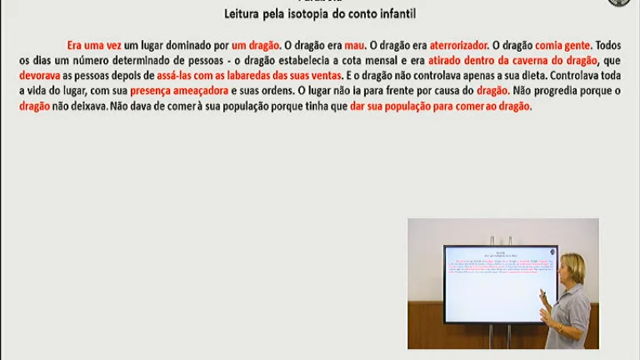 Leitura pela isotopia do conto infantil
Era uma vez um lugar dominado por um dragão. O dragão era mau. O dragão era aterrorizador. O dragão comia gente. Todos
os dias um número determinado de pessoas - o dragão estabelecia a cota mensal e era atirado dentro da caverna do dragão, que
devorava as pessoas depois de assá-las com as labaredas das suas ventas. E o dragão não controlava apenas a sua dieta. Controlava toda
a vida do lugar, com sua presença ameaçadora e suas ordens. O lugar não ia para frente por causa do dragão. Não progredia porque o
dragão não deixava. Não dava de comer à sua população porque tinha que dar sua população para comer ao dragão.